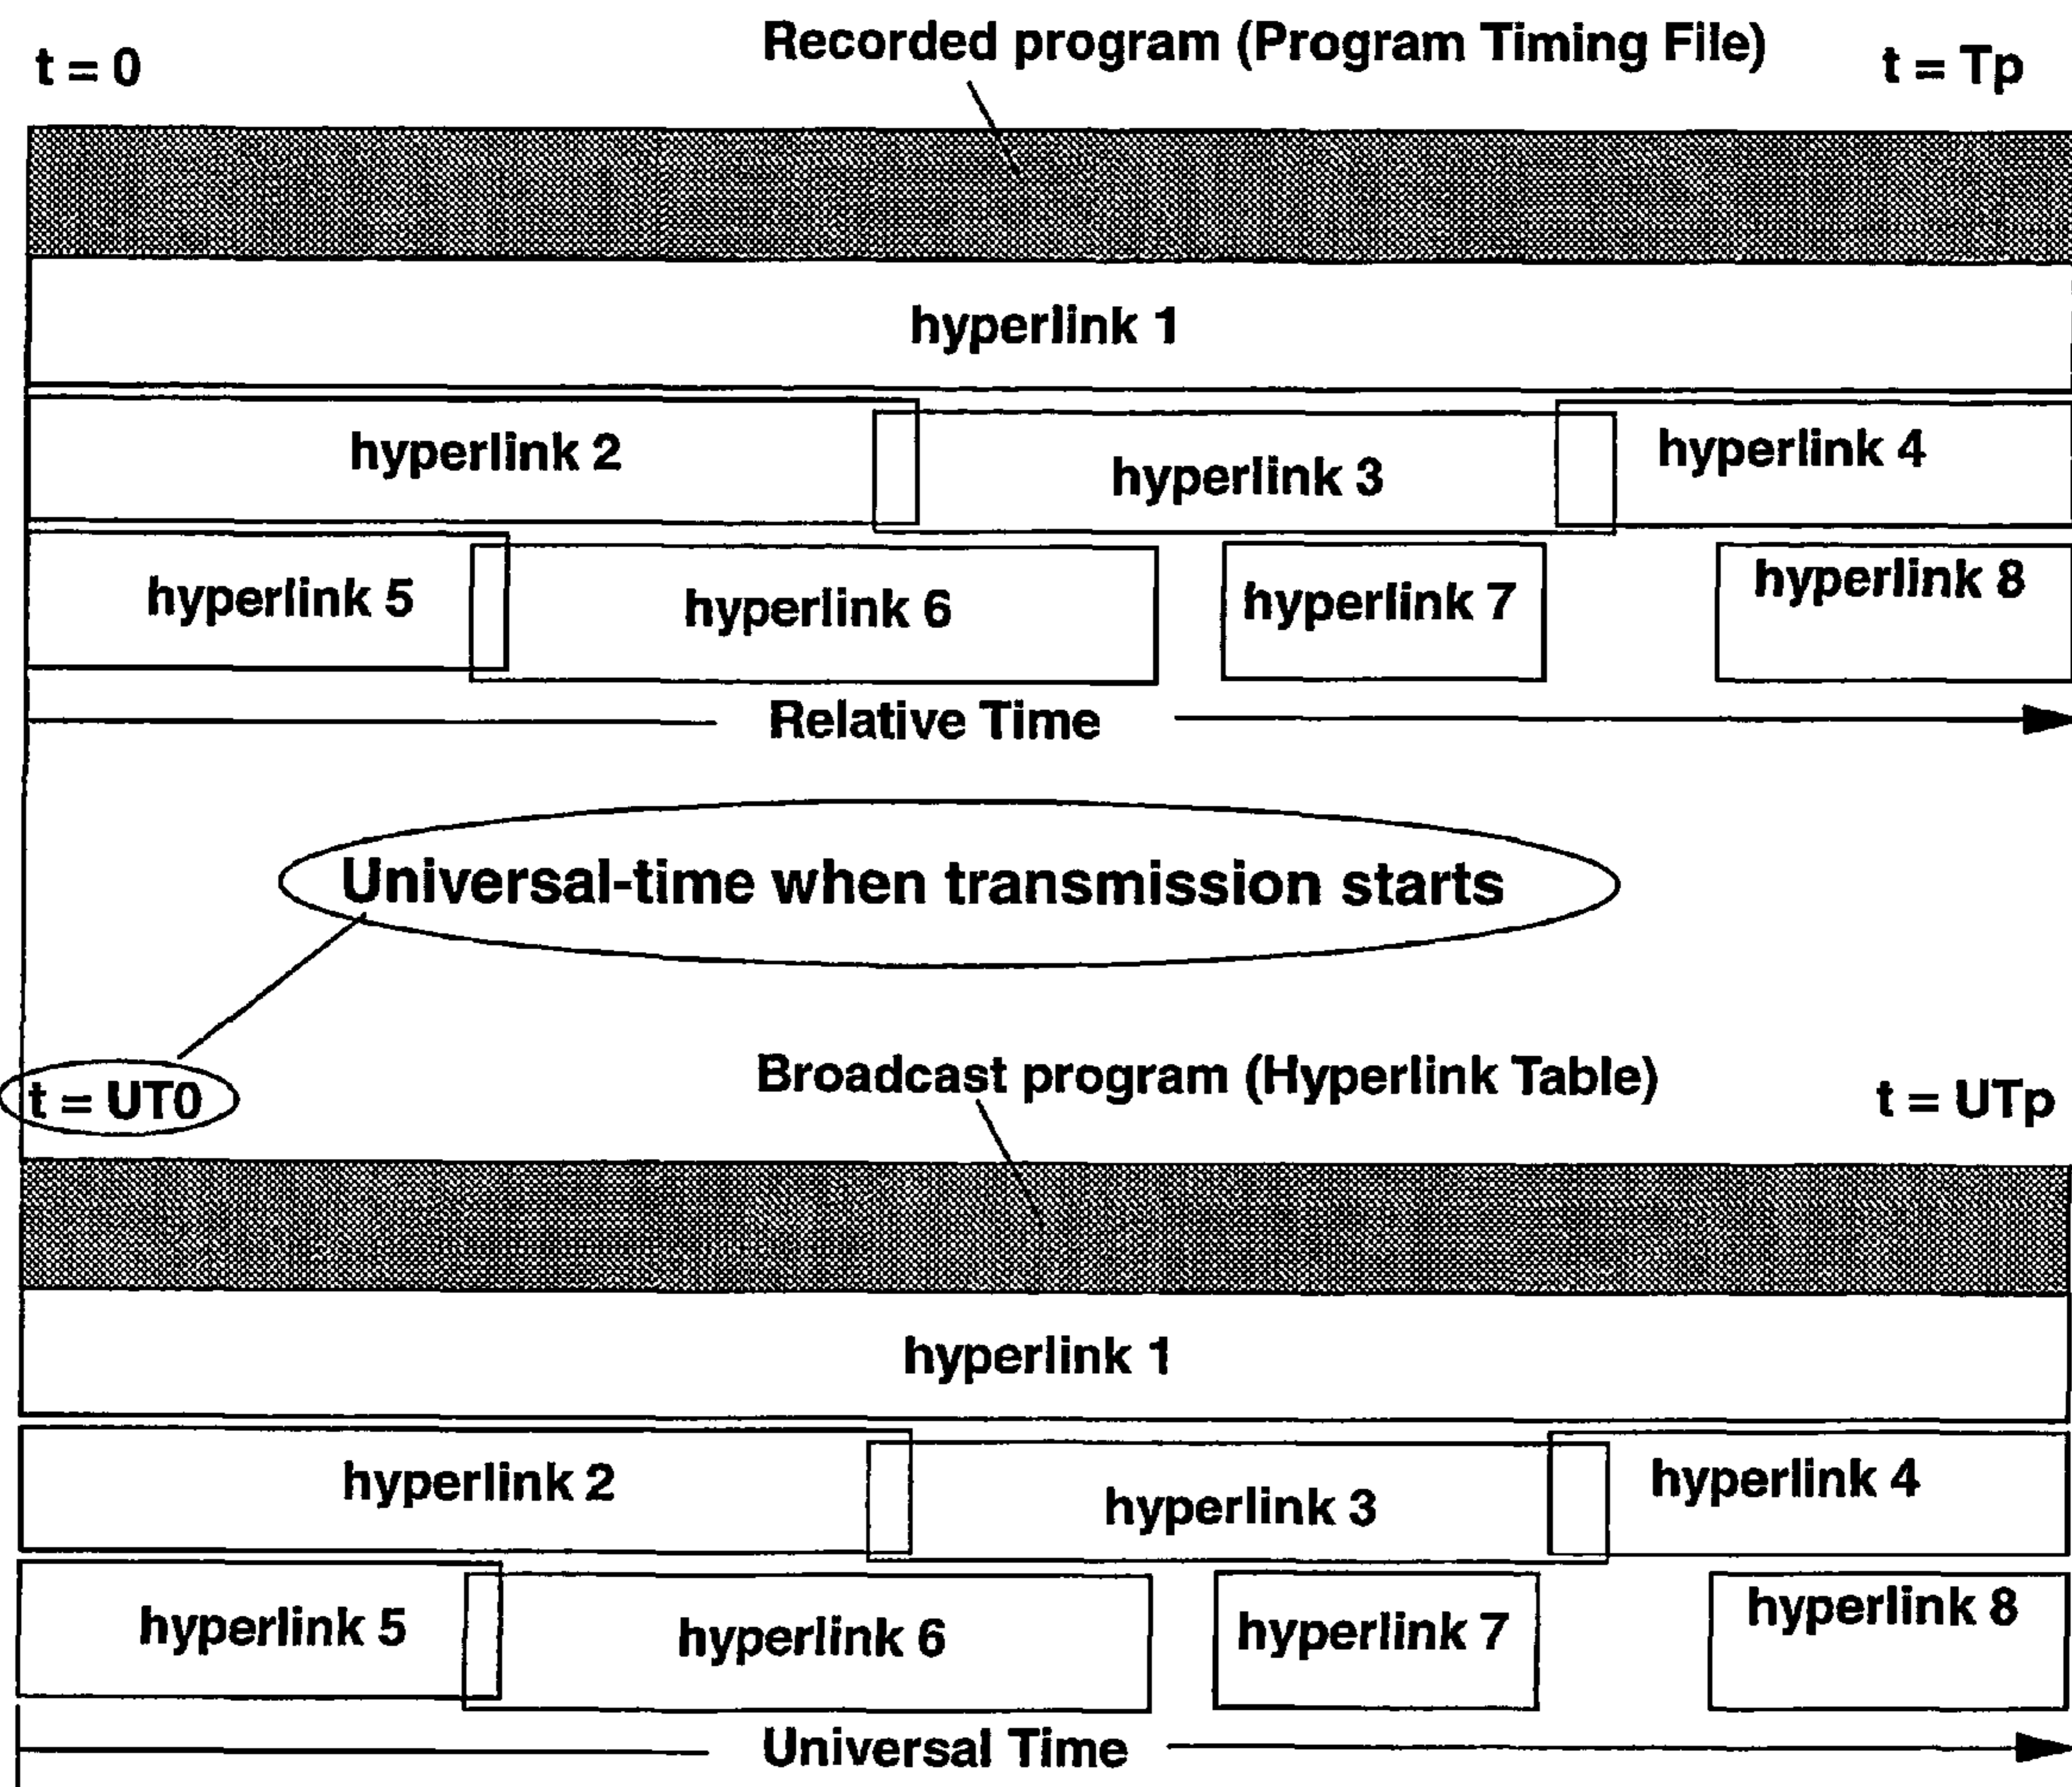 Recorded program (Program Timing File)
t = 0
t = Tp
hyperlink 1
hyperlink 2
hyperlink 3
hyperlink 4
hyperlink 5
hyperlink 6
hyperlink 7
hyperlink 8
Relative Time
Universal-time when transmission starts
t = UT0
Broadcast program (Hyperlink Table)
t = UTp
hyperlink 1
hyperlink 2
hyperlink 3
hyperlink 4
hyperlink 5
hyperlink 6
hyperlink 7
hyperlink 8
Universal Time